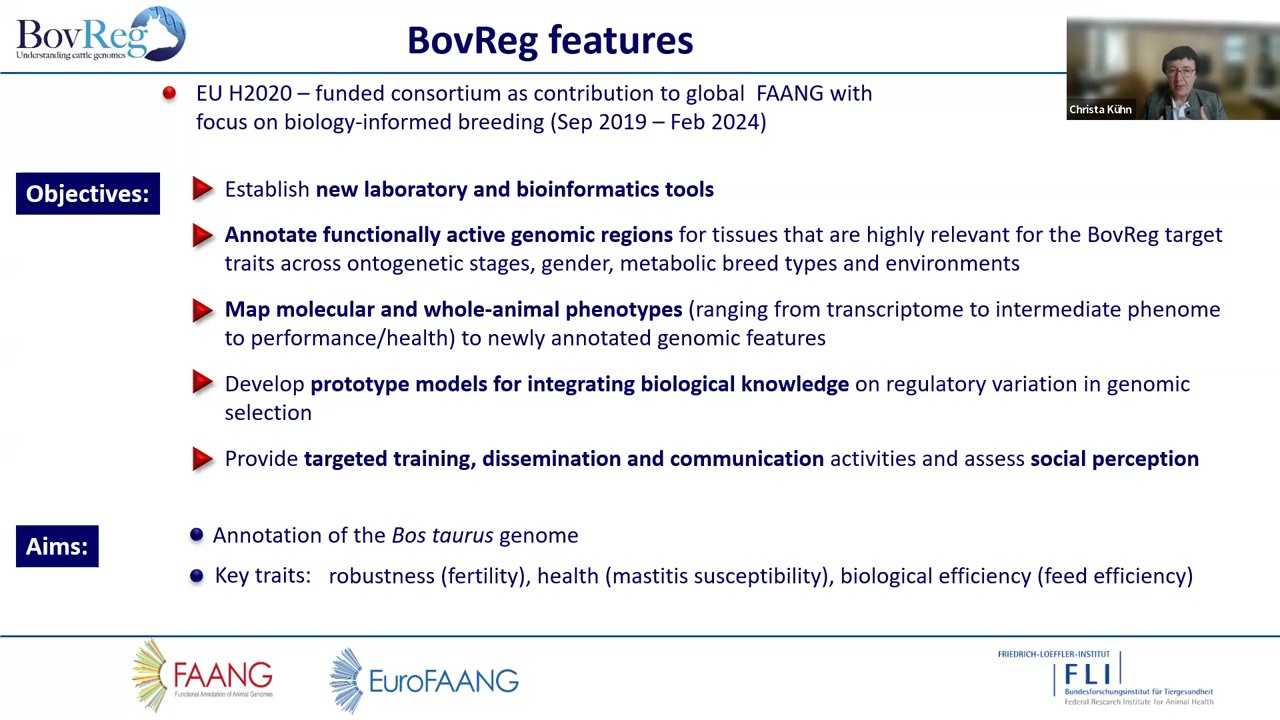 BovReg
Understanding cattle genomes
BovReg features
Christa Kühn
EU H2020 – funded consortium as contribution to global FAANG with
focus on biology-informed breeding (Sep 2019 – Feb 2024)
Objectives:
Establish new laboratory and bioinformatics tools
Annotate functionally active genomic regions for tissues that are highly relevant for the BovReg target
traits across ontogenetic stages, gender, metabolic breed types and environments
Map molecular and whole-animal phenotypes (ranging from transcriptome to intermediate phenome
to performance/health) to newly annotated genomic features
Develop prototype models for integrating biological knowledge on regulatory variation in genomic
selection
Provide targeted training, dissemination and communication activities and assess social perception
Aims:
Annotation of the Bos taurus genome
Key traits: robustness (fertility), health (mastitis susceptibility), biological efficiency (feed efficiency)
FAANG
Functional Annotation of Animal Genomes
EuroFAANG
FRIEDRICH-LOEFFLER-INSTITUT
FLI
Bundesforschungsinstitut für Tiergesundheit
Federal Research Institute for Animal Health